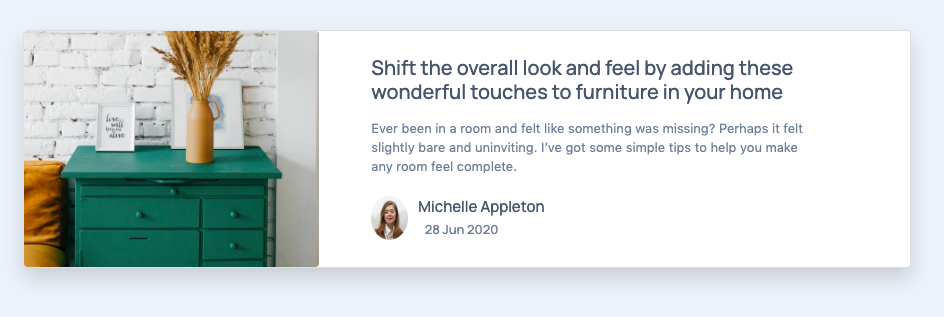 love
will
Shift the overall look and feel by adding these
wonderful touches to furniture in your home
Ever been in a room and felt like something was missing? Perhaps it felt
slightly bare and uninviting. I’ve got some simple tips to help you make
any room feel complete.
Michelle Appleton
28 Jun 2020